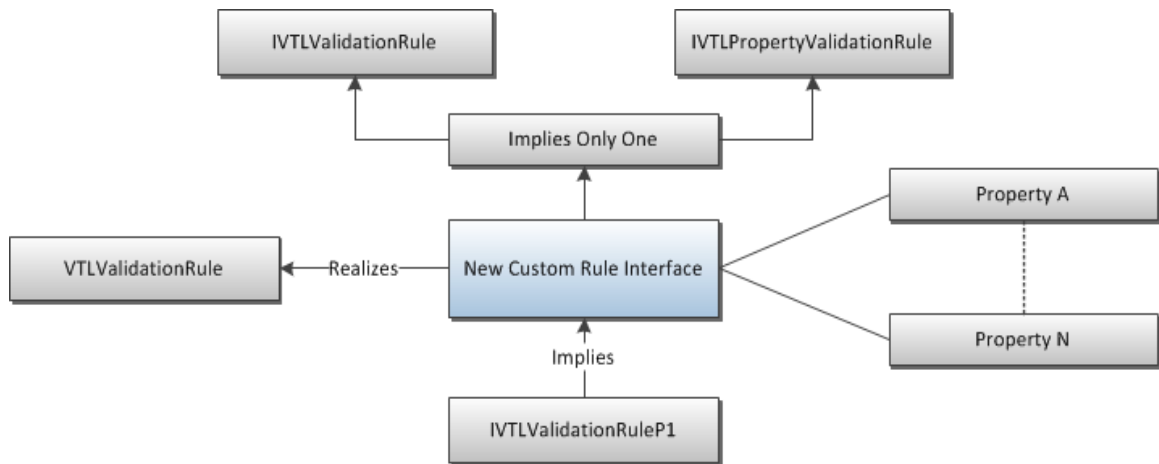 IVTLValidationRule
IVTLPropertyValidationRule
Implies Only One
Property A
VTLValidationRule
Realizes
New Custom Rule Interface
Property N
Implies
IVTLValidationRuleP1